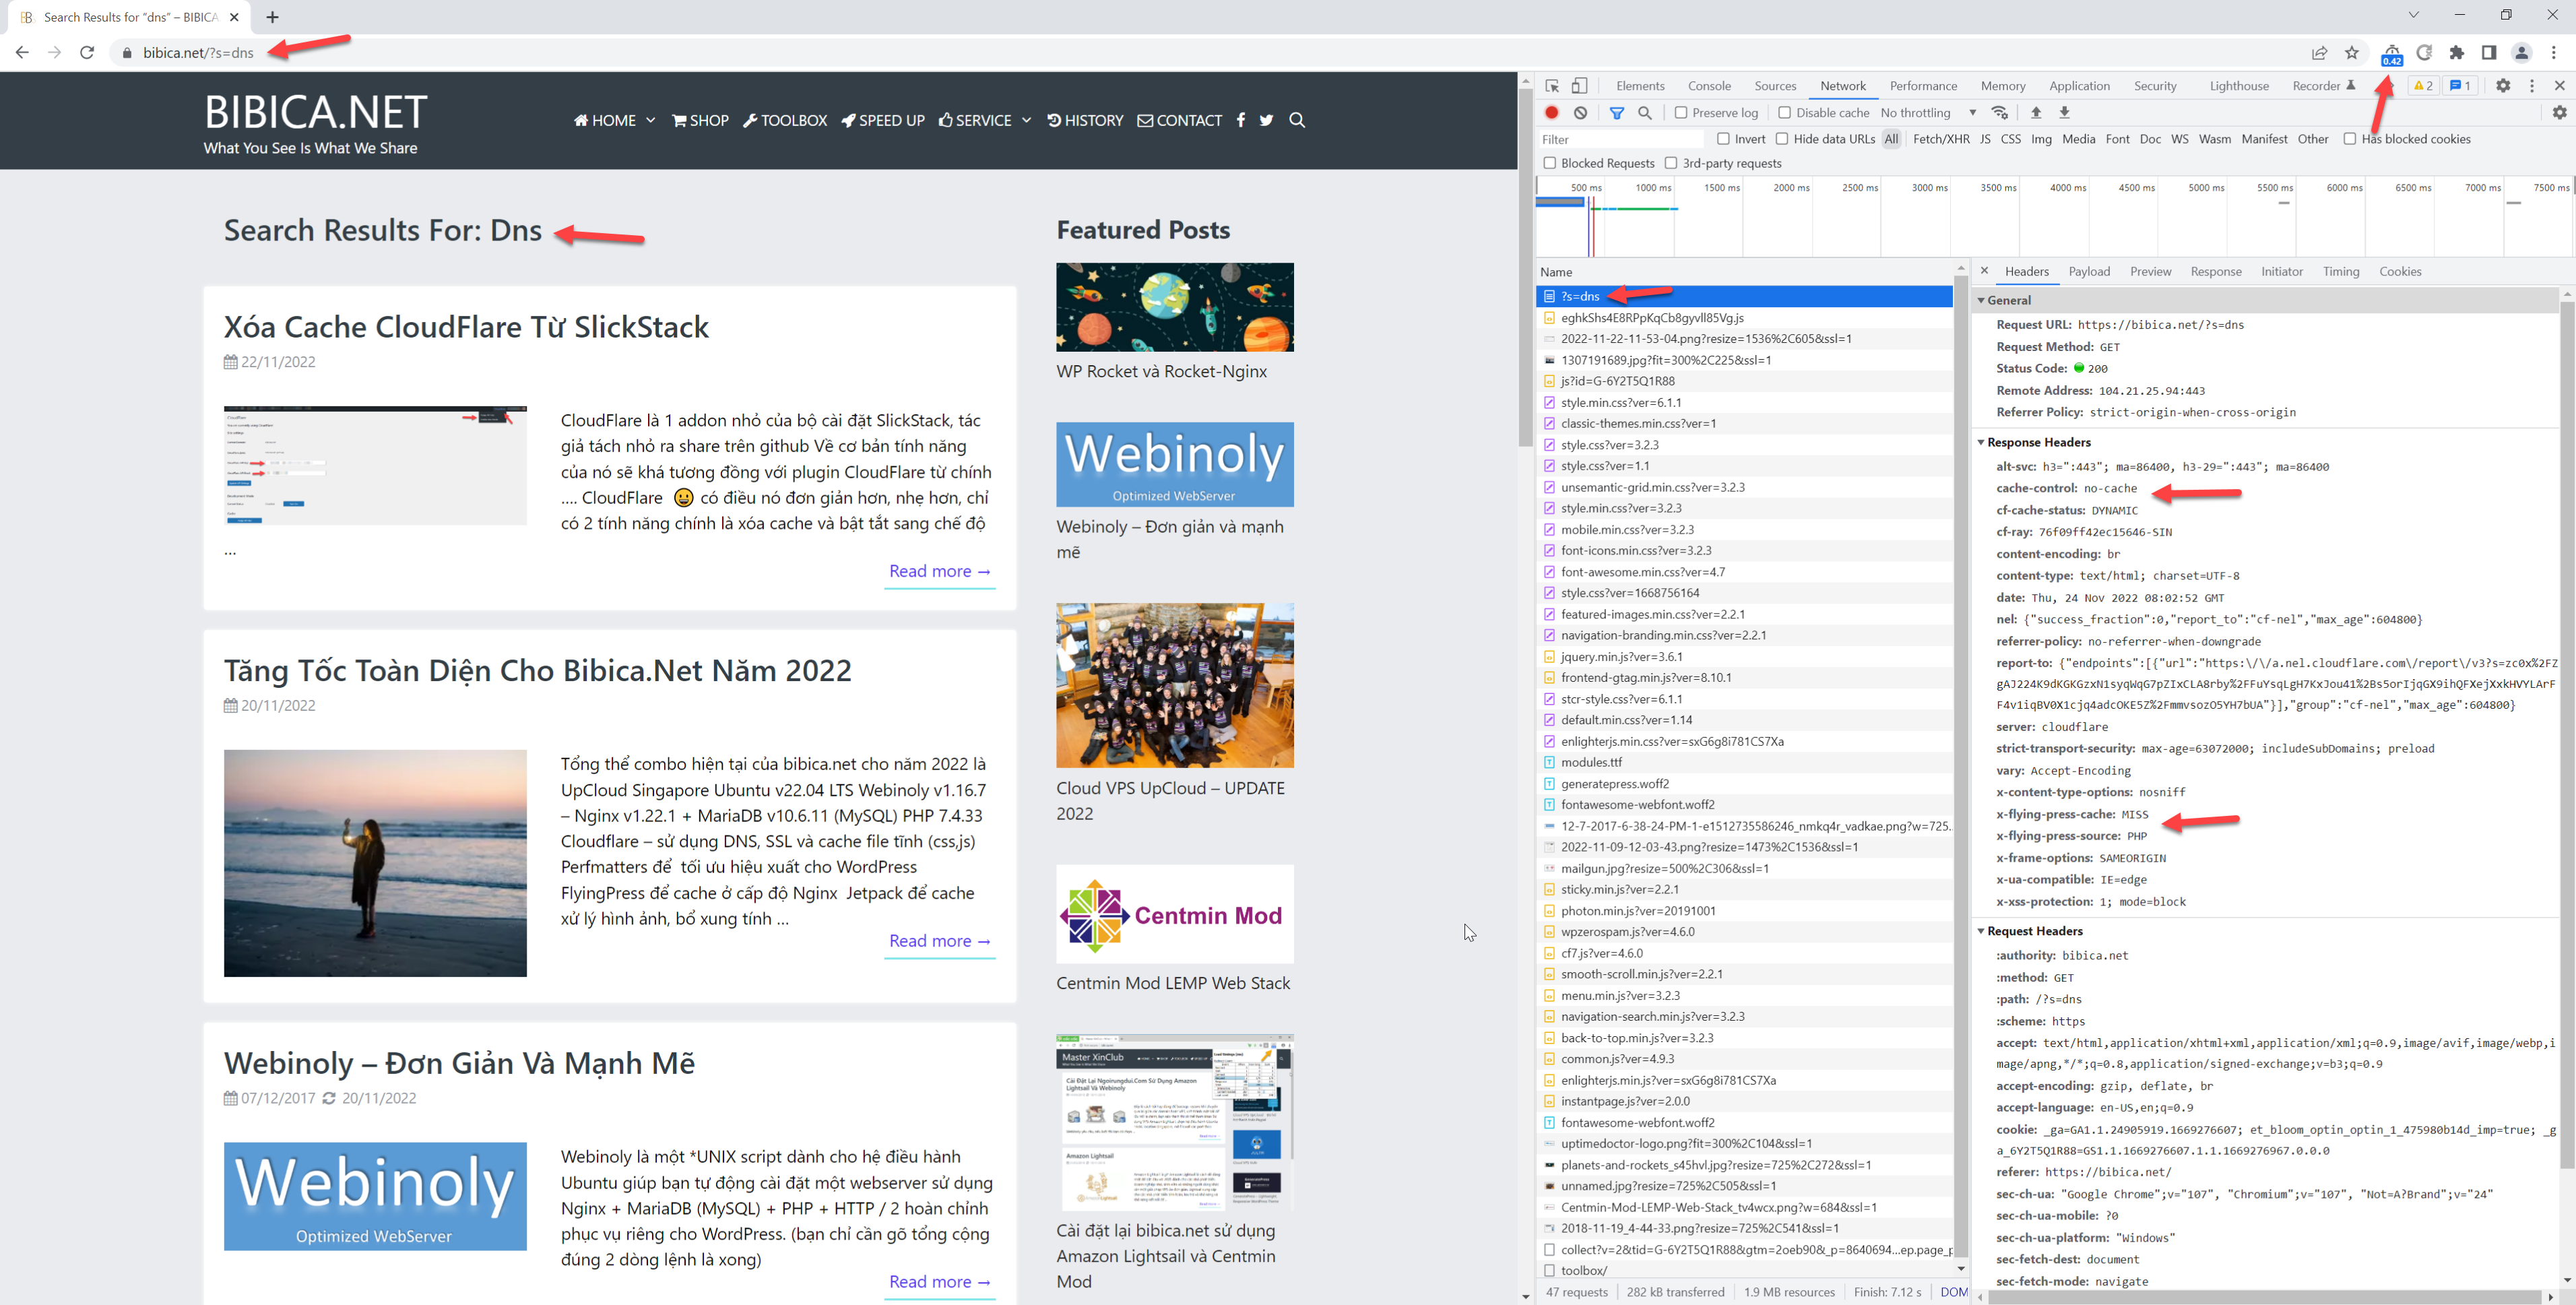 Search Results for “dns” – BIBICA
bibica.net/?s=dns
0.42
BIBICA.NET
What You See Is What We Share
HOME SHOP TOOLBOX SPEED UP SERVICE HISTORY CONTACT
Search Results For: Dns
Xóa Cache CloudFlare Từ SlickStack
22/11/2022
CloudFlare là 1 addon nhỏ của bộ cài đặt SlickStack, tác
giả tách nhỏ ra share trên github Về cơ bản tính năng
của nó sẽ khá tương đồng với plugin CloudFlare từ chính
.... CloudFlare 😀 có điều nó đơn giản hơn, nhẹ hơn, chỉ
có 2 tính năng chính là xóa cache và bật tắt sang chế độ
...
Read more →
Tăng Tốc Toàn Diện Cho Bibica.Net Năm 2022
20/11/2022
Tổng thể combo hiện tại của bibica.net cho năm 2022 là
UpCloud Singapore Ubuntu v22.04 LTS Webinoly v1.16.7
– Nginx v1.22.1 + MariaDB v10.6.11 (MySQL) PHP 7.4.33
Cloudflare – sử dụng DNS, SSL và cache file tĩnh (css,js)
Perfmatters để tối ưu hiệu xuất cho WordPress
FlyingPress để cache ở cấp độ Nginx Jetpack để cache
xử lý hình ảnh, bổ xung tính ...
Read more →
Webinoly – Đơn Giản Và Mạnh Mẽ
07/12/2017 20/11/2022
Webinoly
Optimized WebServer
Webinoly là một *UNIX script dành cho hệ điều hành
Ubuntu giúp bạn tự động cài đặt một webserver sử dụng
Nginx + MariaDB (MySQL) + PHP + HTTP / 2 hoàn chỉnh
phục vụ riêng cho WordPress. (bạn chỉ cần gõ tổng cộng
đúng 2 dòng lệnh là xong)
Read more →
Featured Posts
WP Rocket và Rocket-Nginx
Webinoly
Optimized WebServer
Webinoly – Đơn giản và mạnh
mẽ
Cloud VPS UpCloud – UPDATE
2022
Centmin Mod
Centmin Mod LEMP Web Stack
Master XinClub
Cài đặt lại bibica.net sử dụng
Amazon Lightsail và Centmin
Mod
Elements Console Sources Network Performance Memory Application Security Lighthouse Recorder 2 1
Preserve log Disable cache No throttling
Filter Invert Hide data URLs All Fetch/XHR JS CSS Img Media Font Doc WS Wasm Manifest Other Has blocked cookies
Blocked Requests 3rd-party requests
500 ms 1000 ms 1500 ms 2000 ms 2500 ms 3000 ms 3500 ms 4000 ms 4500 ms 5000 ms 5500 ms 6000 ms 6500 ms 7000 ms 7500 ms
Name
?s=dns
eghkShs4E8RPpKqCb8gyvll85Vg.js
2022-11-22-11-53-04.png?resize=1536%2C605&ssl=1
1307191689.jpg?fit=300%2C225&ssl=1
js?id=G-6Y2T5Q1R88
style.min.css?ver=6.1.1
classic-themes.min.css?ver=1
style.css?ver=3.2.3
style.css?ver=1.1
unsemantic-grid.min.css?ver=3.2.3
style.min.css?ver=3.2.3
mobile.min.css?ver=3.2.3
font-icons.min.css?ver=3.2.3
font-awesome.min.css?ver=4.7
style.css?ver=1668756164
featured-images.min.css?ver=2.2.1
navigation-branding.min.css?ver=2.2.1
jquery.min.js?ver=3.6.1
frontend-gtag.min.js?ver=8.10.1
stcr-style.css?ver=6.1.1
default.min.css?ver=1.14
enlighterjs.min.css?ver=sxG6g8i781CS7Xa
modules.ttf
generatepress.woff2
fontawesome-webfont.woff2
12-7-2017-6-38-24-PM-1-e1512735586246_nmkq4r_vadkae.png?w=725...
2022-11-09-12-03-43.png?resize=1473%2C1536&ssl=1
mailgun.jpg?resize=500%2C306&ssl=1
sticky.min.js?ver=2.2.1
photon.min.js?ver=20191001
wpzerospam.js?ver=4.6.0
cf7.js?ver=4.6.0
smooth-scroll.min.js?ver=2.2.1
menu.min.js?ver=3.2.3
navigation-search.min.js?ver=3.2.3
back-to-top.min.js?ver=3.2.3
common.js?ver=4.9.3
enlighterjs.min.js?ver=sxG6g8i781CS7Xa
instantpage.js?ver=2.0.0
fontawesome-webfont.woff2
uptimedoctor-logo.png?fit=300%2C104&ssl=1
planets-and-rockets_s45hvl.jpg?resize=725%2C272&ssl=1
unnamed.jpg?resize=725%2C505&ssl=1
Centmin-Mod-LEMP-Web-Stack_tv4wcx.png?w=684&ssl=1
2018-11-19_4-44-33.png?resize=725%2C541&ssl=1
collect?v=2&tid=G-6Y2T5Q1R88&gtm=2oeb90&_p=8640694...ep.page_p
toolbox/
47 requests 282 kB transferred 1.9 MB resources Finish: 7.12 s DOM
Headers Payload Preview Response Initiator Timing Cookies
General
Request URL: https://bibica.net/?s=dns
Request Method: GET
Status Code: 200
Remote Address: 104.21.25.94:443
Referrer Policy: strict-origin-when-cross-origin
Response Headers
alt-svc: h3=":443"; ma=86400, h3-29=":443"; ma=86400
cache-control: no-cache
cf-cache-status: DYNAMIC
cf-ray: 76f09ff42ec15646-SIN
content-encoding: br
content-type: text/html; charset=UTF-8
date: Thu, 24 Nov 2022 08:02:52 GMT
nel: {"success_fraction":0,"report_to":"cf-nel","max_age":604800}
referrer-policy: no-referrer-when-downgrade
report-to: {"endpoints":[{"url":"https:\/\/a.nel.cloudflare.com\/report\/v3?s=zc0x%2FZ
gAJ224K9dKGKGzxN1syqWqG7pZIxCLA8rby%2FFuYsqLgH7KxJou41%2Bs5orIjqGX9ihQFXejXxkHVYLArF
F4v1iqBV0X1cjq4adcOKE5Z%2FmmvsozO5YH7bUA"}],"group":"cf-nel","max_age":604800}
server: cloudflare
strict-transport-security: max-age=63072000; includeSubDomains; preload
vary: Accept-Encoding
x-content-type-options: nosniff
x-flying-press-cache: MISS
x-flying-press-source: PHP
x-frame-options: SAMEORIGIN
x-ua-compatible: IE=edge
x-xss-protection: 1; mode=block
Request Headers
:authority: bibica.net
:method: GET
:path: /?s=dns
:scheme: https
accept: text/html,application/xhtml+xml,application/xml;q=0.9,image/avif,image/webp,i
mage/apng,*/*;q=0.8,application/signed-exchange;v=b3;q=0.9
accept-encoding: gzip, deflate, br
accept-language: en-US,en;q=0.9
cookie: _ga=GA1.1.24905919.1669276607; et_bloom_optin_optin_1_475980b14d_imp=true; _g
a_6Y2T5Q1R88=GS1.1.1669276607.1.1.1669276967.0.0.0
referer: https://bibica.net/
sec-ch-ua: "Google Chrome";v="107", "Chromium";v="107", "Not=A?Brand";v="24"
sec-ch-ua-mobile: ?0
sec-ch-ua-platform: "Windows"
sec-fetch-dest: document
sec-fetch-mode: navigate